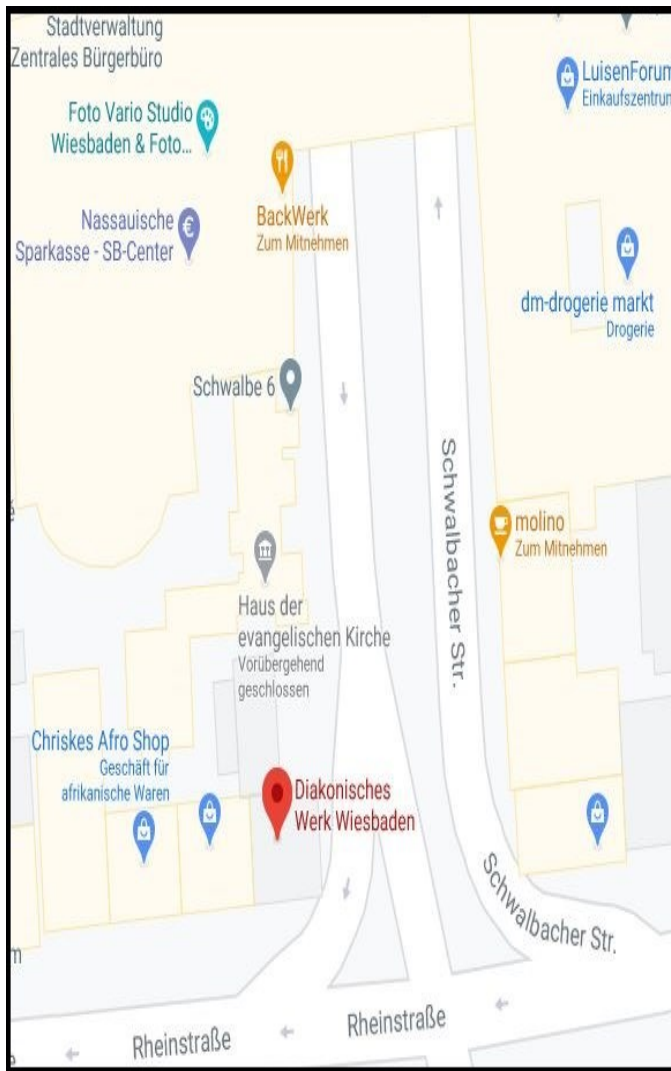 Stadtverwaltung
Zentrales Bürgerbüro
LuisenForum
Einkaufszentrum
Foto Vario Studio
Wiesbaden & Foto...
BackWerk
Zum Mitnehmen
Nassauische
Sparkasse - SB-Center
dm-drogerie markt
Drogerie
Schwalbe 6
Schwalbacher Str.
molino
Zum Mitnehmen
Haus der
evangelischen Kirche
Vorübergehend
geschlossen
Chriskes Afro Shop
Geschäft für
afrikanische Waren
Diakonisches
Werk Wiesbaden
Schwalbacher Str.
Rheinstraße
Rheinstraße